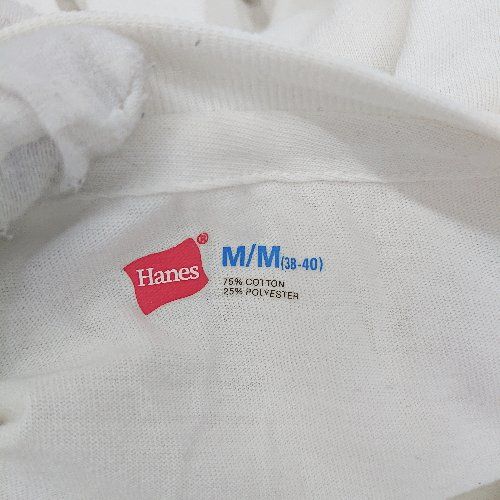 Hanes®
M/M(38-40)
75% COTTON
25% POLYESTER